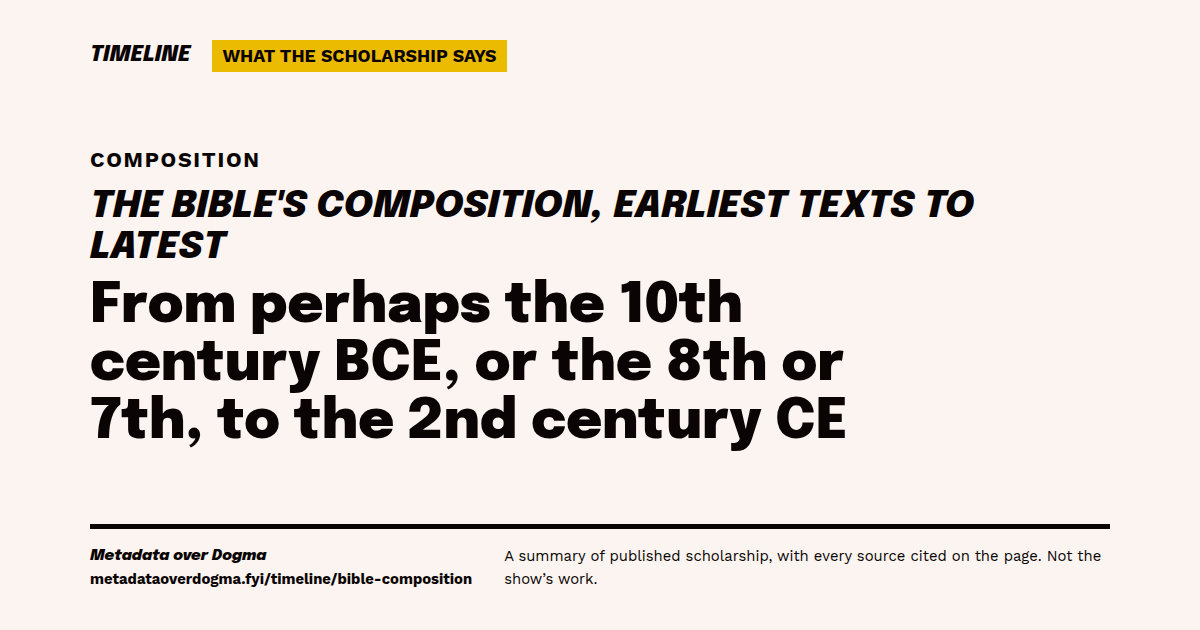 TIMELINE
WHAT THE SCHOLARSHIP SAYS
COMPOSITION
THE BIBLE'S COMPOSITION, EARLIEST TEXTS TO
LATEST
From perhaps the 10th
century BCE, or the 8th or
7th, to the 2nd century CE
Metadata over Dogma
metadataoverdogma.fyi/timeline/bible-composition
A summary of published scholarship, with every source cited on the page. Not the
show’s work.